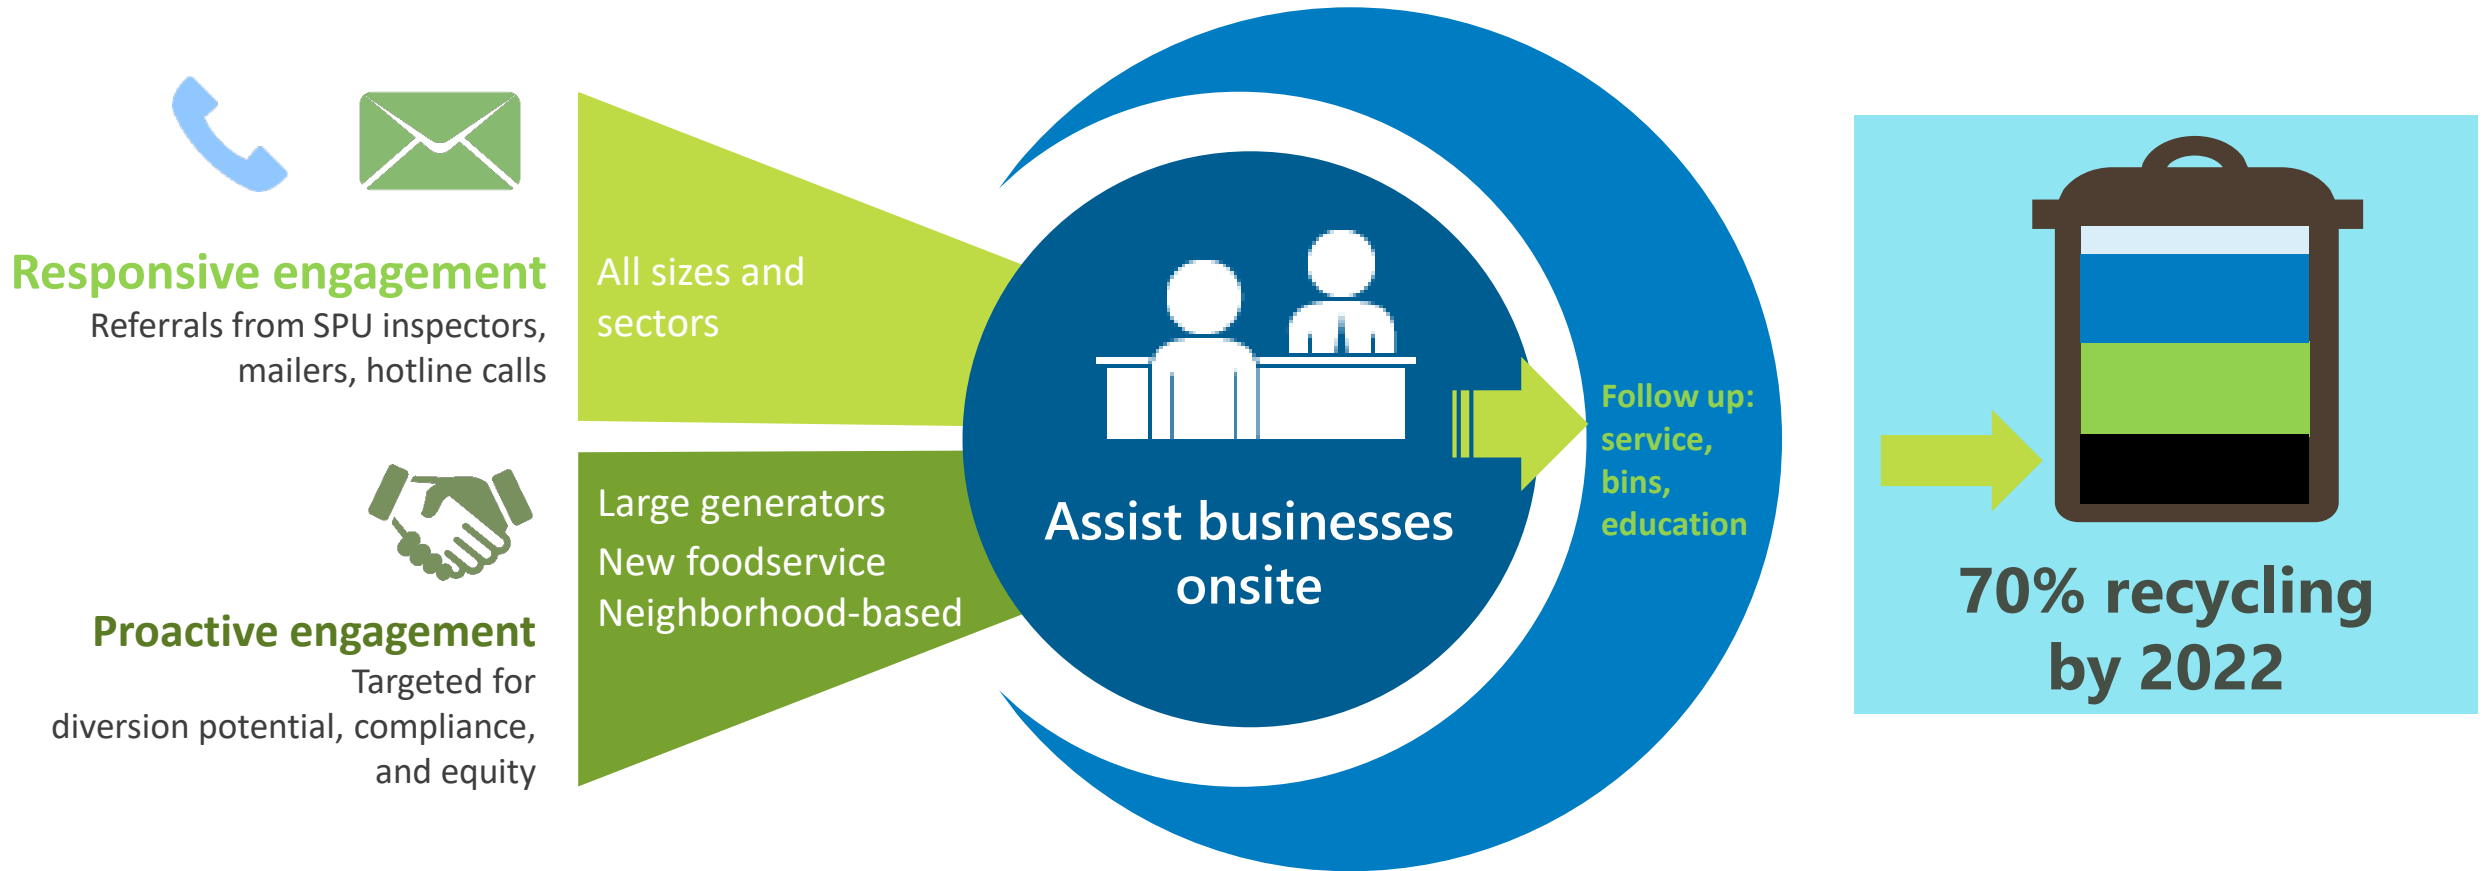 Responsive engagement
Referrals from SPU inspectors,
mailers, hotline calls
All sizes and
sectors
Proactive engagement
Targeted for
diversion potential, compliance,
and equity
Large generators
New foodservice
Neighborhood-based
Assist businesses
onsite
Follow up:
service,
bins,
education
70% recycling
by 2022